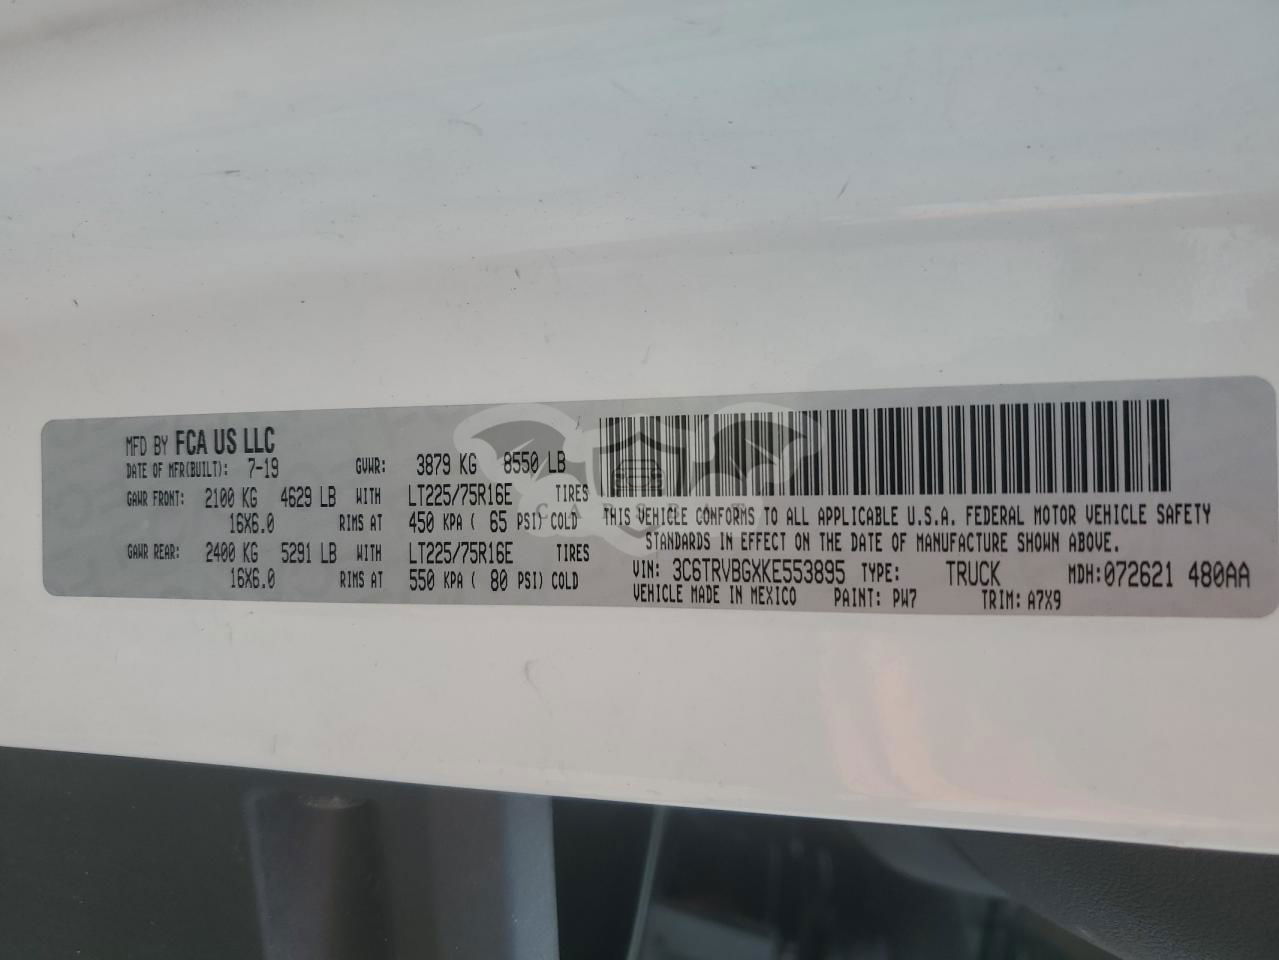 MFD BY FCA US LLC
DATE OF MFR(BUILT): 7-19 GVWR: 3879 KG 8550 LB
GAWR FRONT: 2100 KG 4629 LB WITH LT225/75R16E TIRES
16X6.0 RIMS AT 450 KPA ( 65 PSI) COLD
GAWR REAR: 2400 KG 5291 LB WITH LT225/75R16E TIRES
16X6.0 RIMS AT 550 KPA ( 80 PSI) COLD
THIS VEHICLE CONFORMS TO ALL APPLICABLE U.S.A. FEDERAL MOTOR VEHICLE SAFETY
STANDARDS IN EFFECT ON THE DATE OF MANUFACTURE SHOWN ABOVE.
VIN: 3C6TRVBGXKE553895 TYPE: TRUCK MDH:072621 480AA
VEHICLE MADE IN MEXICO PAINT: PW7 TRIM: A7X9